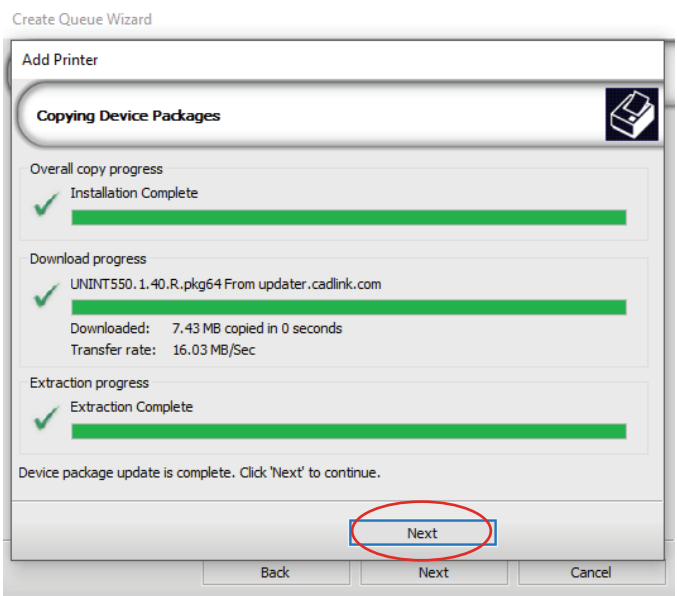 Create Queue Wizard
Add Printer
Copying Device Packages
Overall copy progress
Installation Complete
Download progress
UNINT550.1.40.R.pkg64 From updater.cadlink.com
Downloaded: 7.43 MB copied in 0 seconds
Transfer rate: 16.03 MB/Sec
Extraction progress
Extraction Complete
Device package update is complete. Click 'Next' to continue.
Next
Back Next Cancel